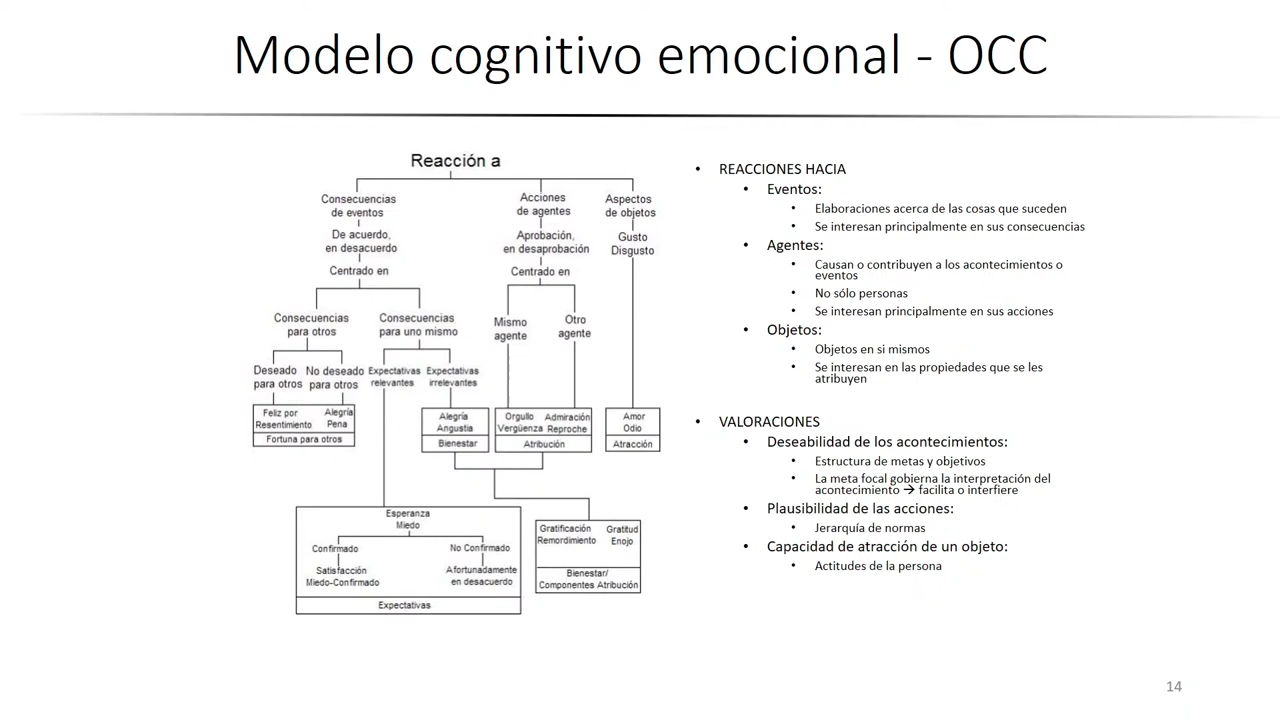 Modelo cognitivo emocional - OCC
Reacción a
Consecuencias
de eventos
De acuerdo,
en desacuerdo
Centrado en
Acciones
de agentes
Aprobación,
en desaprobación
Centrado en
Aspectos
de objetos
Gusto
Disgusto
Consecuencias
para otros
Consecuencias
para uno mismo
Mismo
agente
Otro
agente
Deseado
para otros
No deseado
para otros
Expectativas
relevantes
Expectativas
irrelevantes
Feliz por
Resentimiento
Alegría
Pena
Fortuna para otros
Alegría
Angustia
Bienestar
Orgullo
Vergüenza
Admiración
Reproche
Atribución
Amor
Odio
Atracción
Esperanza
Miedo
Confirmado
No Confirmado
Satisfacción
Miedo-Confirmado
Afortunadamente
en desacuerdo
Expectativas
Gratificación
Remordimiento
Gratitud
Enojo
Bienestar/
Componentes Atribución
• REACCIONES HACIA
• Eventos:
• Elaboraciones acerca de las cosas que suceden
• Se interesan principalmente en sus consecuencias
• Agentes:
• Causan o contribuyen a los acontecimientos o
eventos
• No sólo personas
• Se interesan principalmente en sus acciones
• Objetos:
• Objetos en si mismos
• Se interesan en las propiedades que se les
atribuyen
• VALORACIONES
• Deseabilidad de los acontecimientos:
• Estructura de metas y objetivos
• La meta focal gobierna la interpretación del
acontecimiento → facilita o interfiere
• Plausibilidad de las acciones:
• Jerarquía de normas
• Capacidad de atracción de un objeto:
• Actitudes de la persona
14